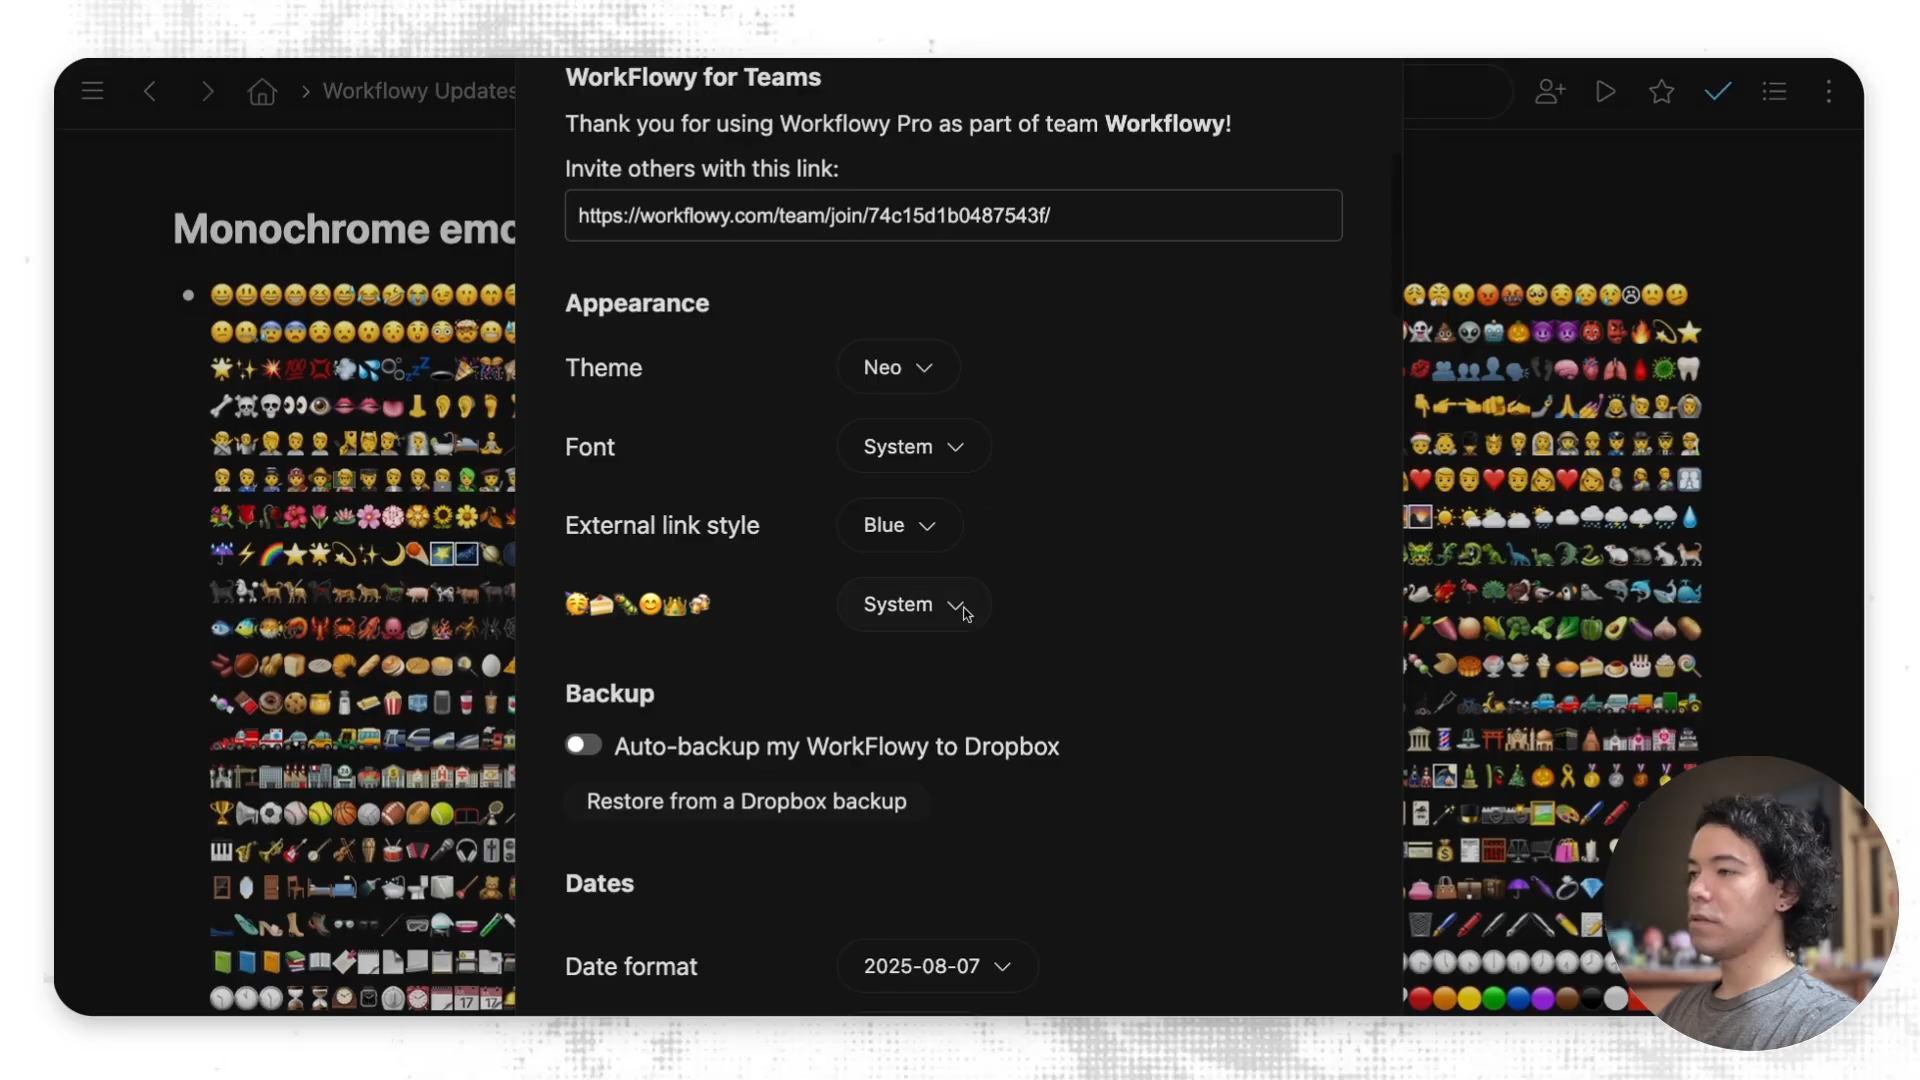 WorkFlowy for Teams
Workflowy Updates
Thank you for using Workflowy Pro as part of team Workflowy!
Invite others with this link:
https://workflowy.com/team/join/74c15d1b0487543f/
Monochrome emo
Appearance
Theme
Neo
Font
System
External link style
Blue
System
Backup
Auto-backup my WorkFlowy to Dropbox
Restore from a Dropbox backup
Dates
Date format
2025-08-07